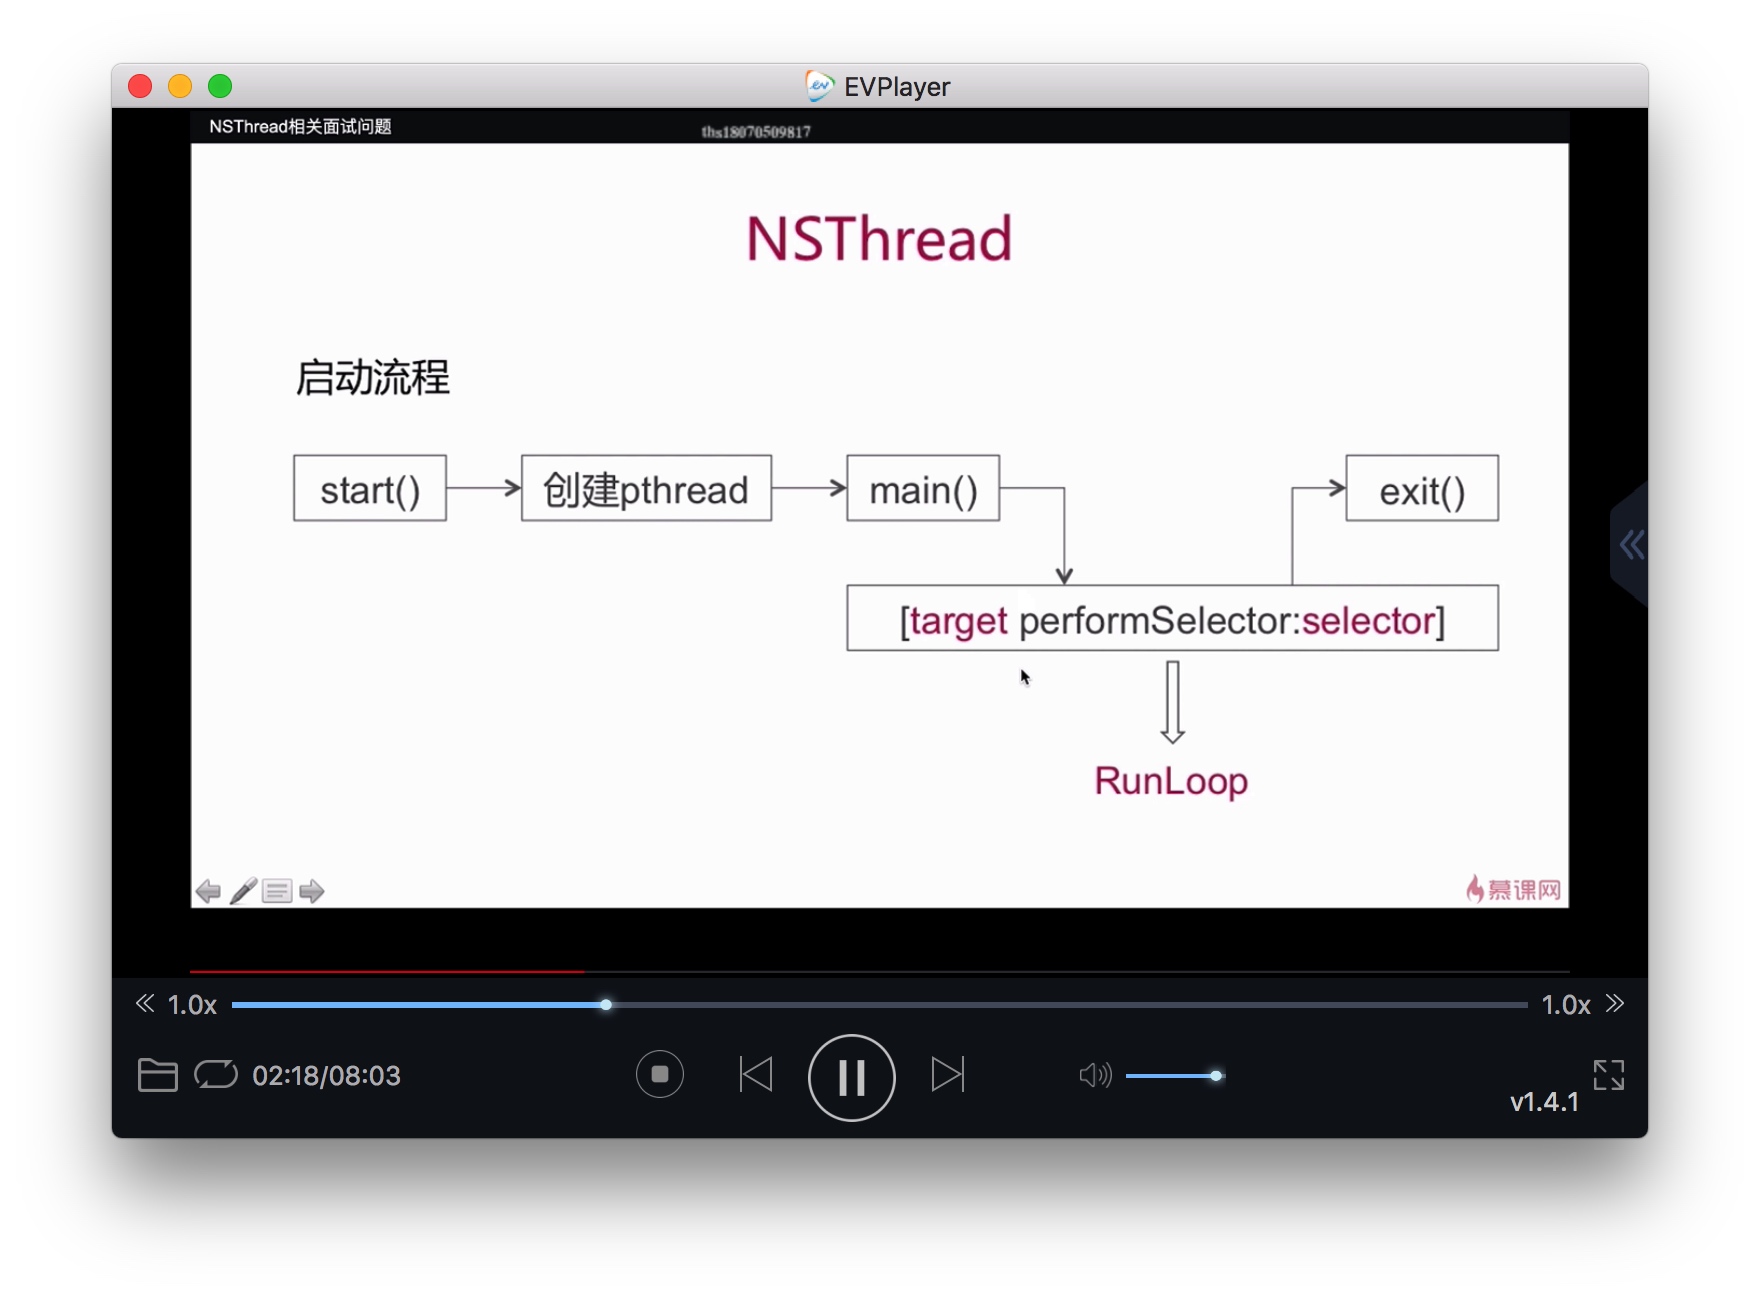 EVPlayer
NSThread相关面试问题
ths18070509817
NSThread
启动流程
start()
创建pthread
main()
exit()
[target performSelector:selector]
RunLoop
慕课网
1.0x
1.0x
02:18/08:03
v1.4.1